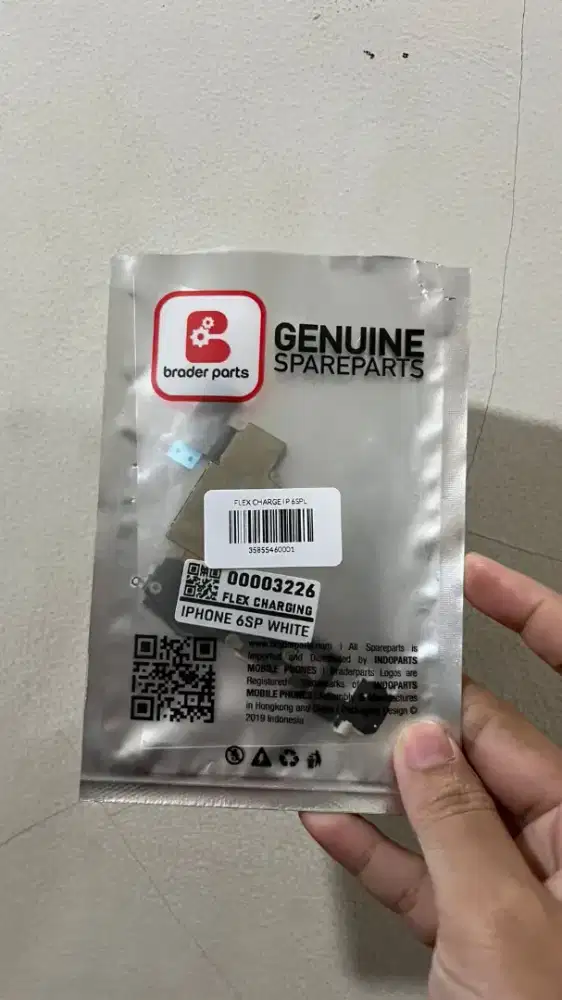 brader parts
GENUINE
SPAREPARTS
FLEX CHARGE IP 6SPL
35855460001
00003226
FLEX CHARGING
IPHONE 6SP WHITE
All Spareparts is
Imported and Distributed by INDOPARTS
MOBILE PHONES | Braderparts Logos are
Registered of INDOPARTS
MOBILE PHONES
in Hongkong and Packaging Design ©
2019 Indonesia